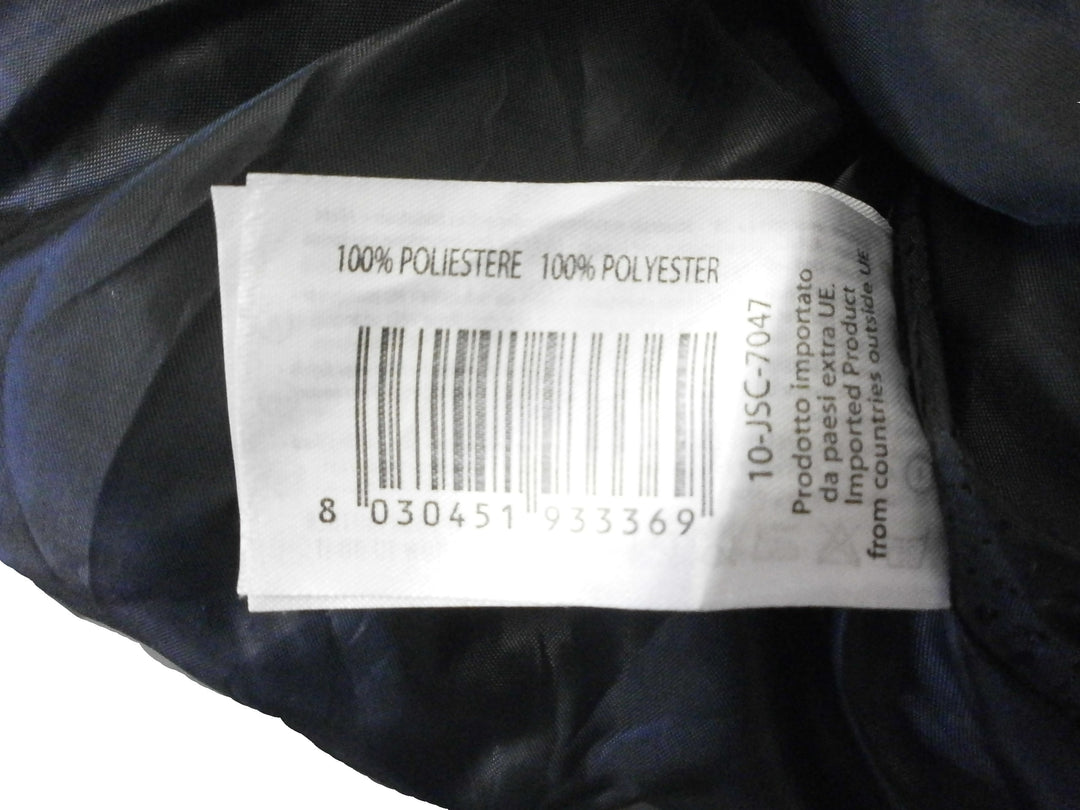 100% POLIESTERE 100% POLYESTER
8 030451 933369
10-JSC-7047
Prodotto importato
da paesi extra UE.
Imported Product
from countries outside UE